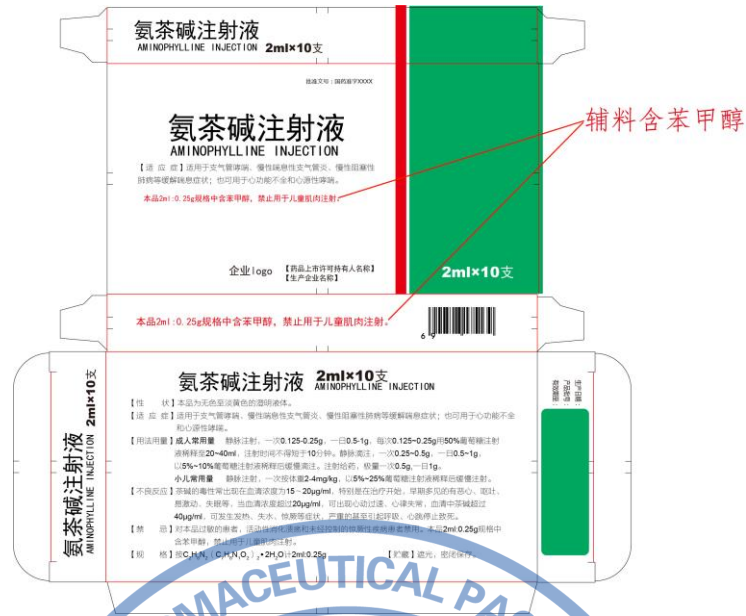 氨茶碱注射液
AMINOPHYLLINE INJECTION 2ml×10支
批准文号：国药准字XXXX
氨茶碱注射液
AMINOPHYLLINE INJECTION
【适 应 症】适用于支气管哮喘、慢性喘息性支气管炎、慢性阻塞性
肺病等缓解喘息症状；也可用于心功能不全和心源性哮喘。
本品2ml:0.25g规格中含苯甲醇，禁止用于儿童肌肉注射。
辅料含苯甲醇
企业logo 【药品上市许可持有人名称】
【生产企业名称】
2ml×10支
本品2ml:0.25g规格中含苯甲醇，禁止用于儿童肌肉注射。
6 9
氨茶碱注射液 2ml×10支 AMINOPHYLLINE INJECTION
【性 状】本品为无色至淡黄色的澄明液体。
【适 应 症】适用于支气管哮喘、慢性喘息性支气管炎、慢性阻塞性肺病等缓解喘息症状；也可用于心功能不全
和心源性哮喘。
【用法用量】成人常用量 静脉注射，一次0.125-0.25g，一日0.5-1g，每次0.125~0.25g用50%葡萄糖注射
液稀释至20~40ml，注射时间不得短于10分钟。静脉滴注，一次0.25~0.5g，一日0.5~1g，
以5%~10%葡萄糖注射液稀释后缓慢滴注。注射给药，极量一次0.5g,一日1g。
小儿常用量 静脉注射，一次按体重2-4mg/kg，以5%~25%葡萄糖注射液稀释后缓慢注射。
【不良反应】茶碱的毒性常出现在血清浓度为15~20μg/ml，特别是在治疗开始，早期多见的有恶心、呕吐、
易激动、失眠等，当血清浓度超过20μg/ml，可出现心动过速、心律失常，血清中茶碱超过
40μg/ml，可发生发热、失水、惊厥等症状，严重的甚至引起呼吸、心跳停止致死。
【禁 忌】对本品过敏的患者，活动性消化溃疡和未经控制的惊厥性疾病患者禁用。本品2ml:0.25g规格中
含苯甲醇，禁止用于儿童肌肉注射。
【规 格】按C₂H₈N₂（C₇H₈N₄O₂）₂•2H₂O计2ml:0.25g 【贮藏】遮光，密闭保存。
氨茶碱注射液
AMINOPHYLLINE INJECTION 2ml×10支
生产日期：
产品批号：
有效期至：
MACEUTICAL PAC